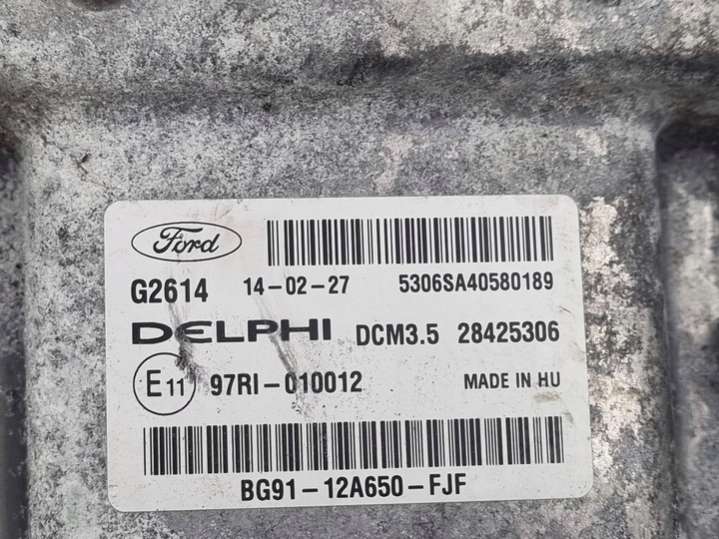 Ford
G2614 14-02-27 5306SA40580189
DELPHI DCM3.5 28425306
E11 97RI-010012 MADE IN HU
BG91-12A650-FJF